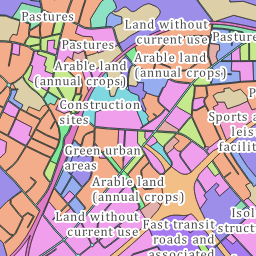 Pastures
Land without
current use
Pasture
Pastures
Arable land
(annual crops)
Arable land
(annual crops)
Construction
sites
Sports a
leis
facilit
Green urban
areas
Arable land
(annual crops)
Land without
current use
Isol
struct
Fast transit
roads and
associated